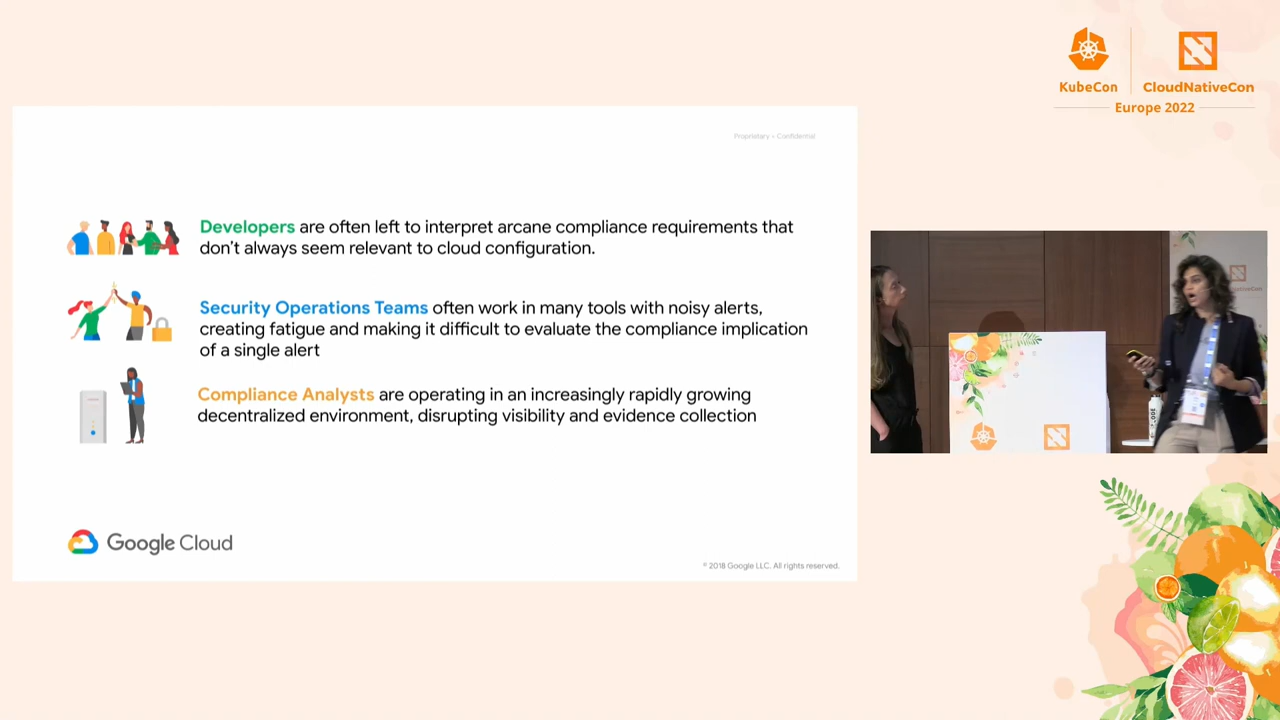 KubeCon
CloudNativeCon
Europe 2022
Proprietary + Confidential
Developers are often left to interpret arcane compliance requirements that
don't always seem relevant to cloud configuration.
Security Operations Teams often work in many tools with noisy alerts,
creating fatigue and making it difficult to evaluate the compliance implication
of a single alert
Compliance Analysts are operating in an increasingly rapidly growing
decentralized environment, disrupting visibility and evidence collection
Google Cloud
© 2018 Google LLC. All rights reserved.